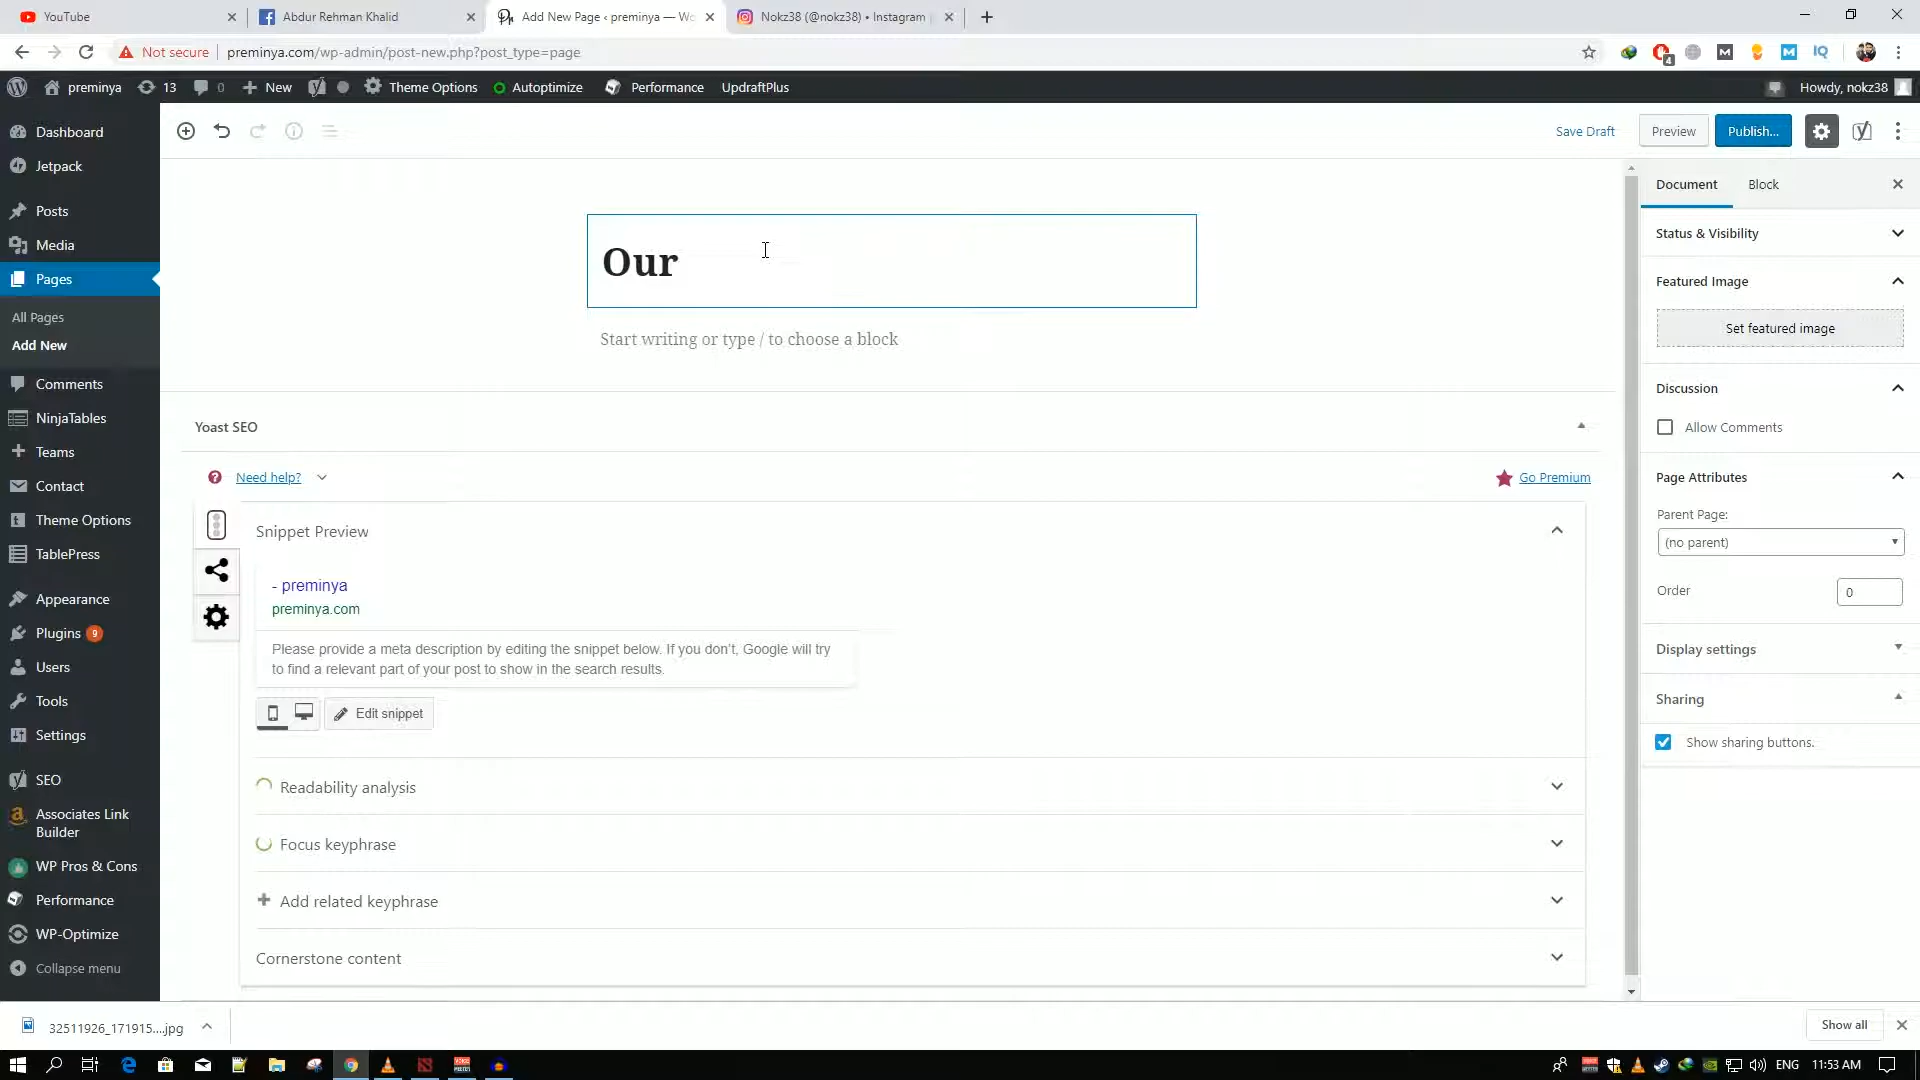 YouTube
Abdur Rehman Khalid
Add New Page ‹ preminya — Wo
Nokz38 (@nokz38) • Instagram
Not secure
preminya.com/wp-admin/post-new.php?post_type=page
4
preminya
13
0
New
Theme Options
Autoptimize
Performance
UpdraftPlus
Howdy, nokz38
Dashboard
Jetpack
Posts
Media
Pages
All Pages
Add New
Comments
NinjaTables
Teams
Contact
Theme Options
TablePress
Appearance
Plugins 9
Users
Tools
Settings
SEO
Associates Link
Builder
WP Pros & Cons
Performance
WP-Optimize
Collapse menu
Save Draft
Preview
Publish...
Our
Start writing or type / to choose a block
Yoast SEO
Need help?
Go Premium
Snippet Preview
- preminya
preminya.com
Please provide a meta description by editing the snippet below. If you don't, Google will try
to find a relevant part of your post to show in the search results.
Edit snippet
Readability analysis
Focus keyphrase
Add related keyphrase
Cornerstone content
Document
Block
Status & Visibility
Featured Image
Set featured image
Discussion
Allow Comments
Page Attributes
Parent Page:
(no parent)
Order
0
Display settings
Sharing
Show sharing buttons.
32511926_171915....jpg
Show all
ENG
11:53 AM